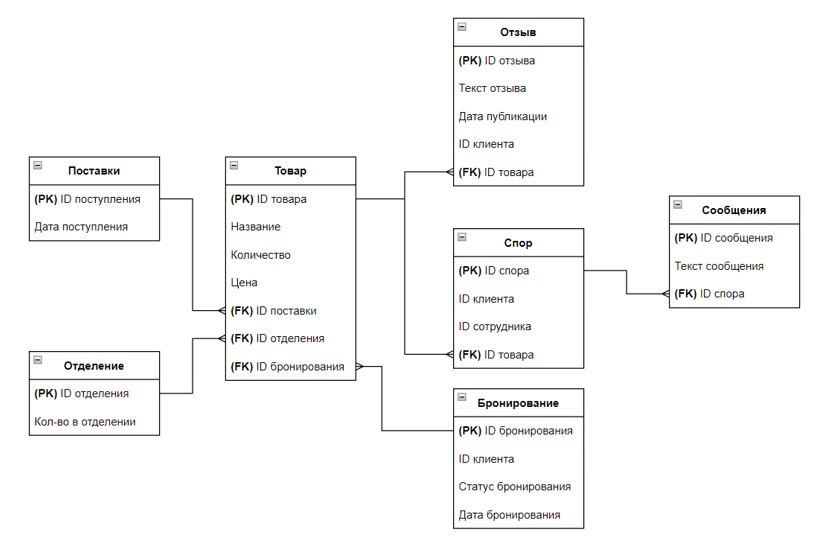 Поставки
(PK) ID поступления
Дата поступления
Отделение
(PK) ID отделения
Кол-во в отделении
Товар
(PK) ID товара
Название
Количество
Цена
(FK) ID поставки
(FK) ID отделения
(FK) ID бронирования
Отзыв
(PK) ID отзыва
Текст отзыва
Дата публикации
ID клиента
(FK) ID товара
Спор
(PK) ID спора
ID клиента
ID сотрудника
(FK) ID товара
Бронирование
(PK) ID бронирования
ID клиента
Статус бронирования
Дата бронирования
Сообщения
(PK) ID сообщения
Текст сообщения
(FK) ID спора